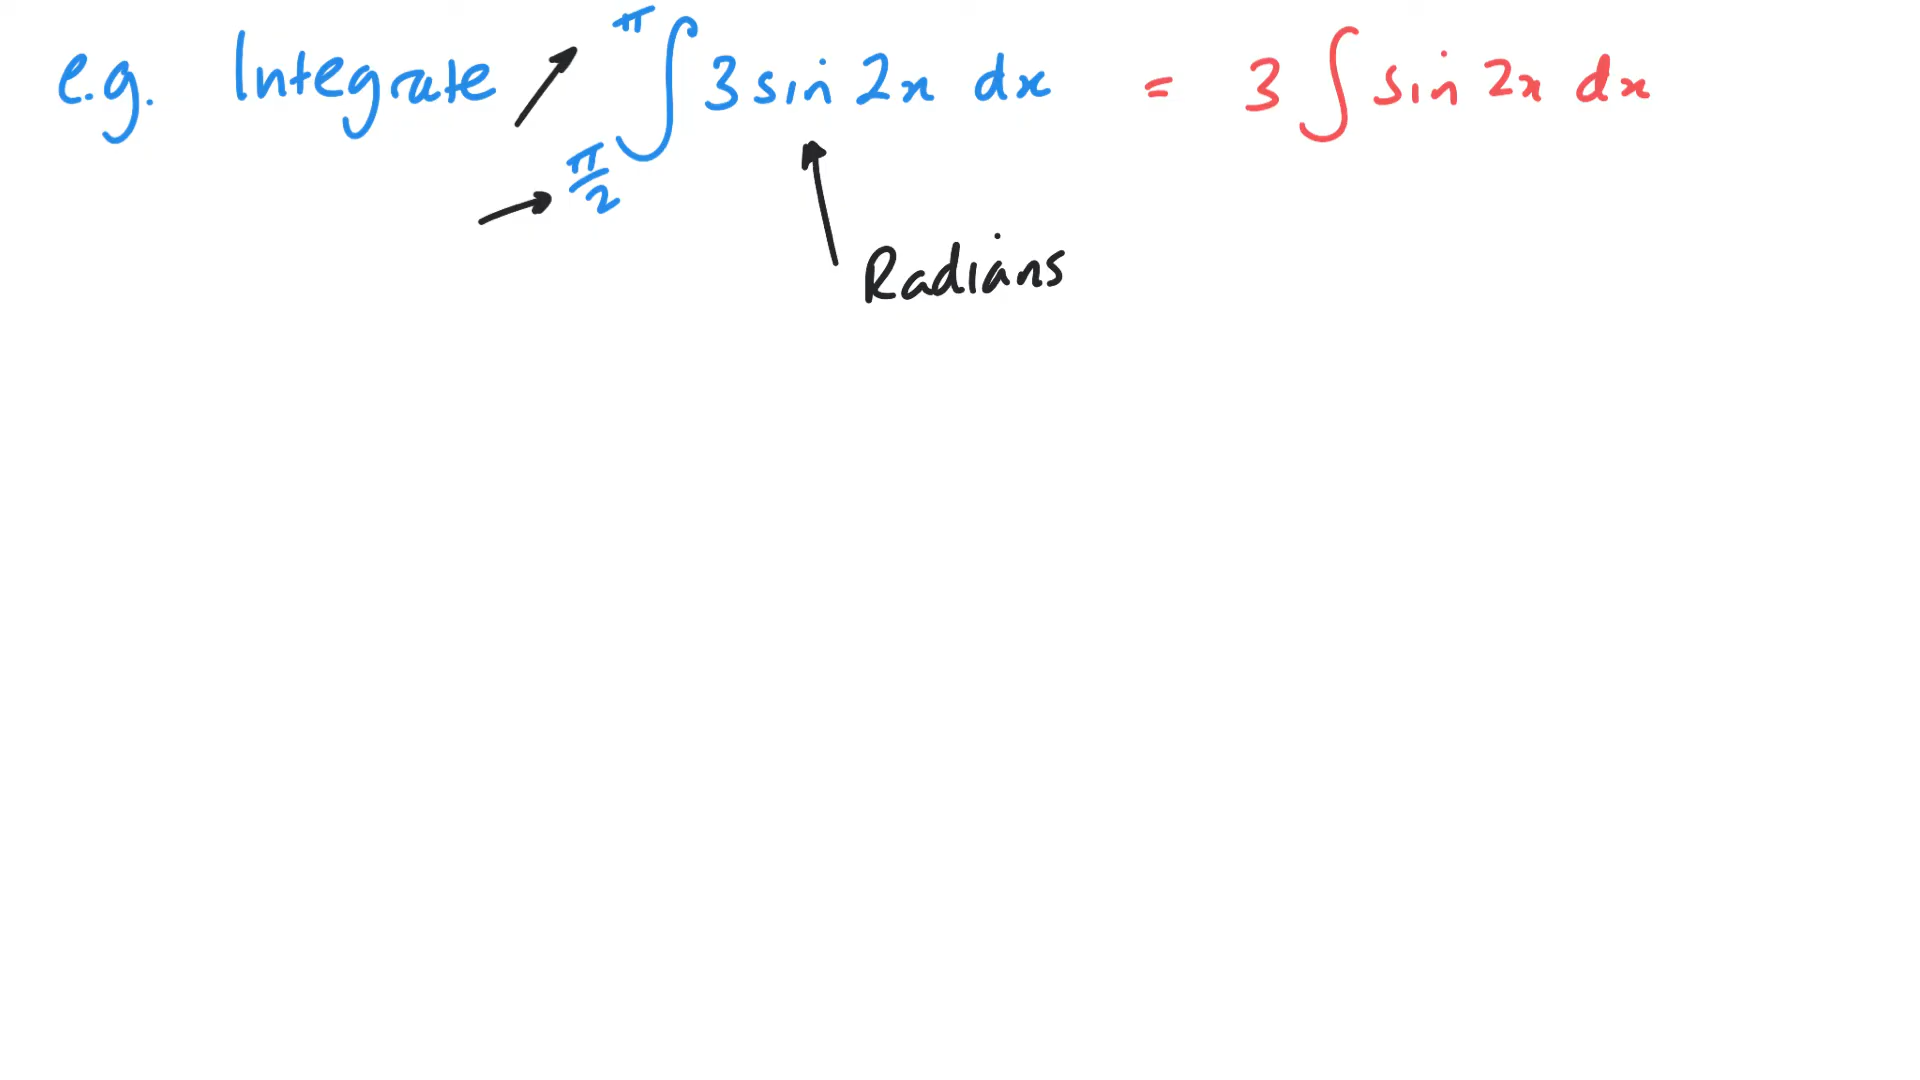 e.g. Integrate ∫_{π/2}^{π} 3 sin 2x dx = 3 ∫ sin 2x dx
Radians